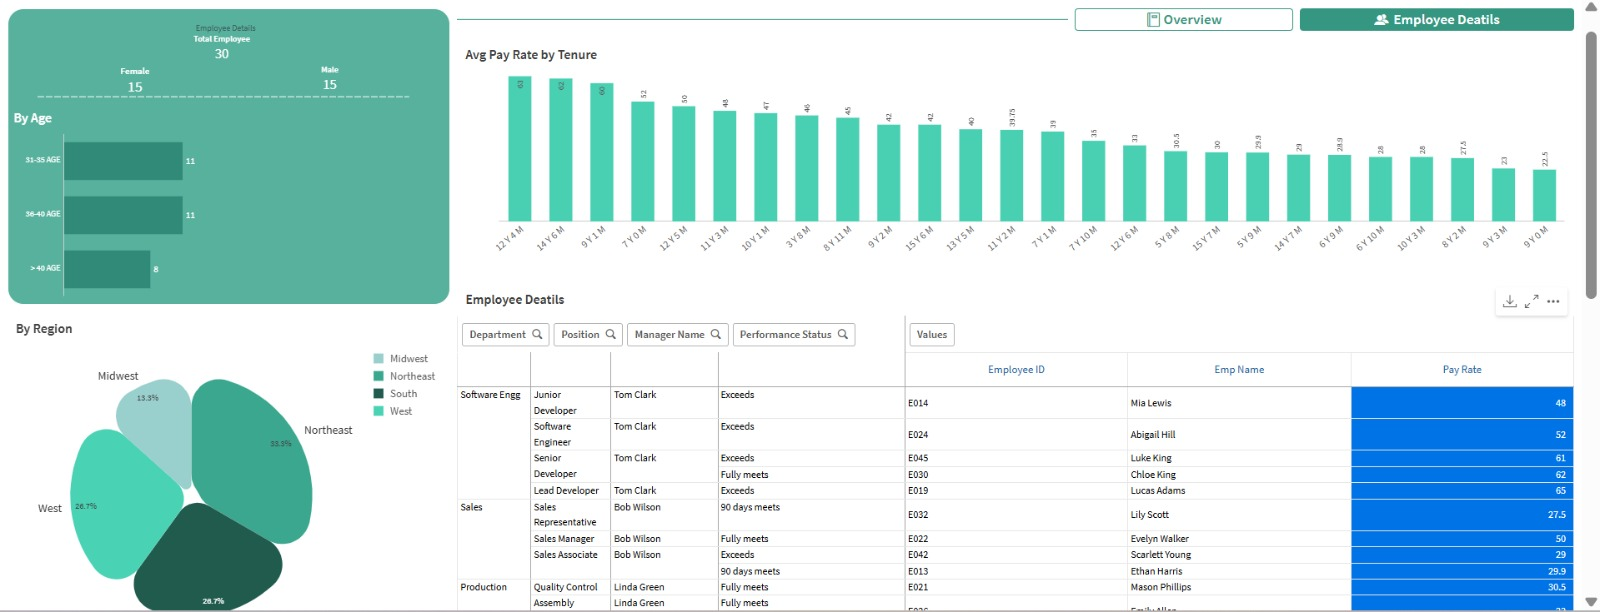 Overview
Employee Deatils
Employee Deatils
Total Employee
30
Female
Male
15
15
By Age
31-35 AGE
11
36-40 AGE
11
> 40 AGE
8
Avg Pay Rate by Tenure
63 62 60 52 50 48 47 46 45 42 42 40 39.75 39 35 33 30.5 30 29.9 29 28.9 28 28 27.5 23 22.5
12 Y 4 M 14 Y 6 M 9 Y 1 M 7 Y 0 M 12 Y 5 M 11 Y 3 M 10 Y 1 M 3 Y 8 M 8 Y 11 M 9 Y 2 M 15 Y 6 M 13 Y 5 M 11 Y 2 M 7 Y 1 M 7 Y 10 M 12 Y 6 M 5 Y 8 M 15 Y 7 M 5 Y 9 M 14 Y 7 M 6 Y 9 M 6 Y 10 M 10 Y 3 M 8 Y 2 M 9 Y 3 M 9 Y 0 M
By Region
Midwest
Northeast
South
West
Midwest
13.3%
Northeast
33.3%
West
26.7%
26.7%
Employee Deatils
Department Position Manager Name Performance Status Values
Employee ID Emp Name Pay Rate
Software Engg Junior Developer Tom Clark Exceeds E014 Mia Lewis 48
Software Engineer Tom Clark Exceeds E024 Abigail Hill 52
Senior Developer Tom Clark Exceeds E045 Luke King 61
Fully meets E030 Chloe King 62
Lead Developer Tom Clark Exceeds E019 Lucas Adams 65
Sales Sales Representative Bob Wilson 90 days meets E032 Lily Scott 27.5
Sales Manager Bob Wilson Fully meets E022 Evelyn Walker 50
Sales Associate Bob Wilson Exceeds E042 Scarlett Young 29
90 days meets E013 Ethan Harris 29.9
Production Quality Control Linda Green Fully meets E021 Mason Phillips 30.5
Assembly Linda Green Fully meets